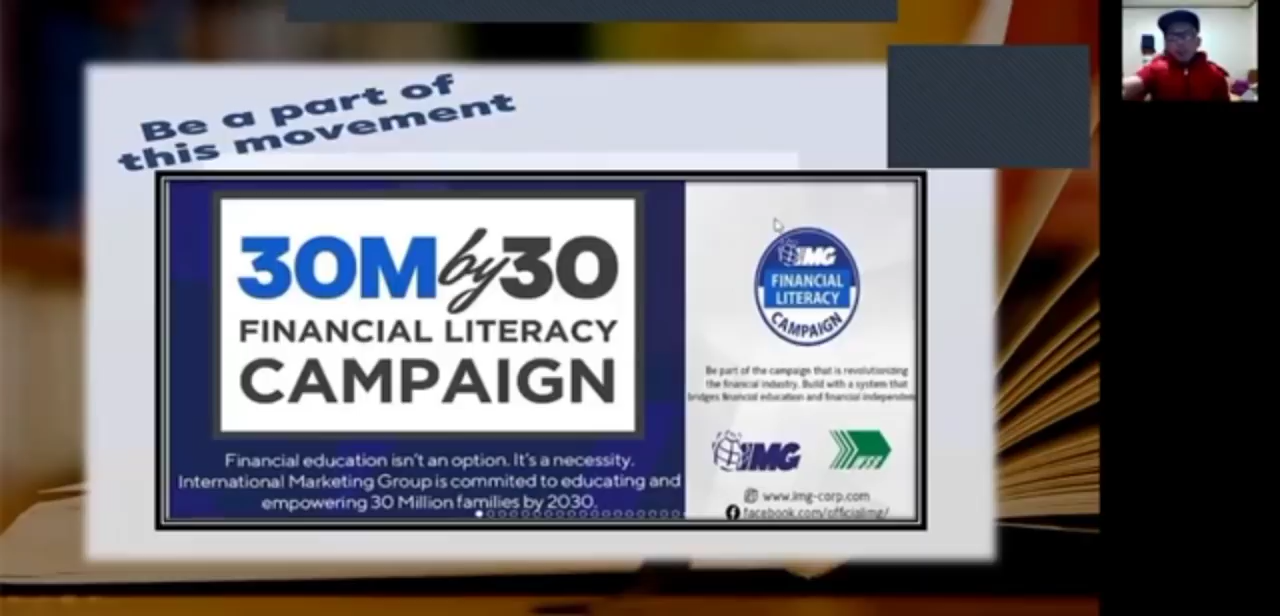 Be a part of
this movement
30M by 30
FINANCIAL LITERACY
CAMPAIGN
Financial education isn't an option. It's a necessity.
International Marketing Group is commited to educating and
empowering 30 Million families by 2030.
IMG
FINANCIAL
LITERACY
CAMPAIGN
Be part of the campaign that is revolutionizing
the financial industry. Build with a system that
bridges financial education and financial independen
IMG
www.img-corp.com
facebook.com/officialimg/